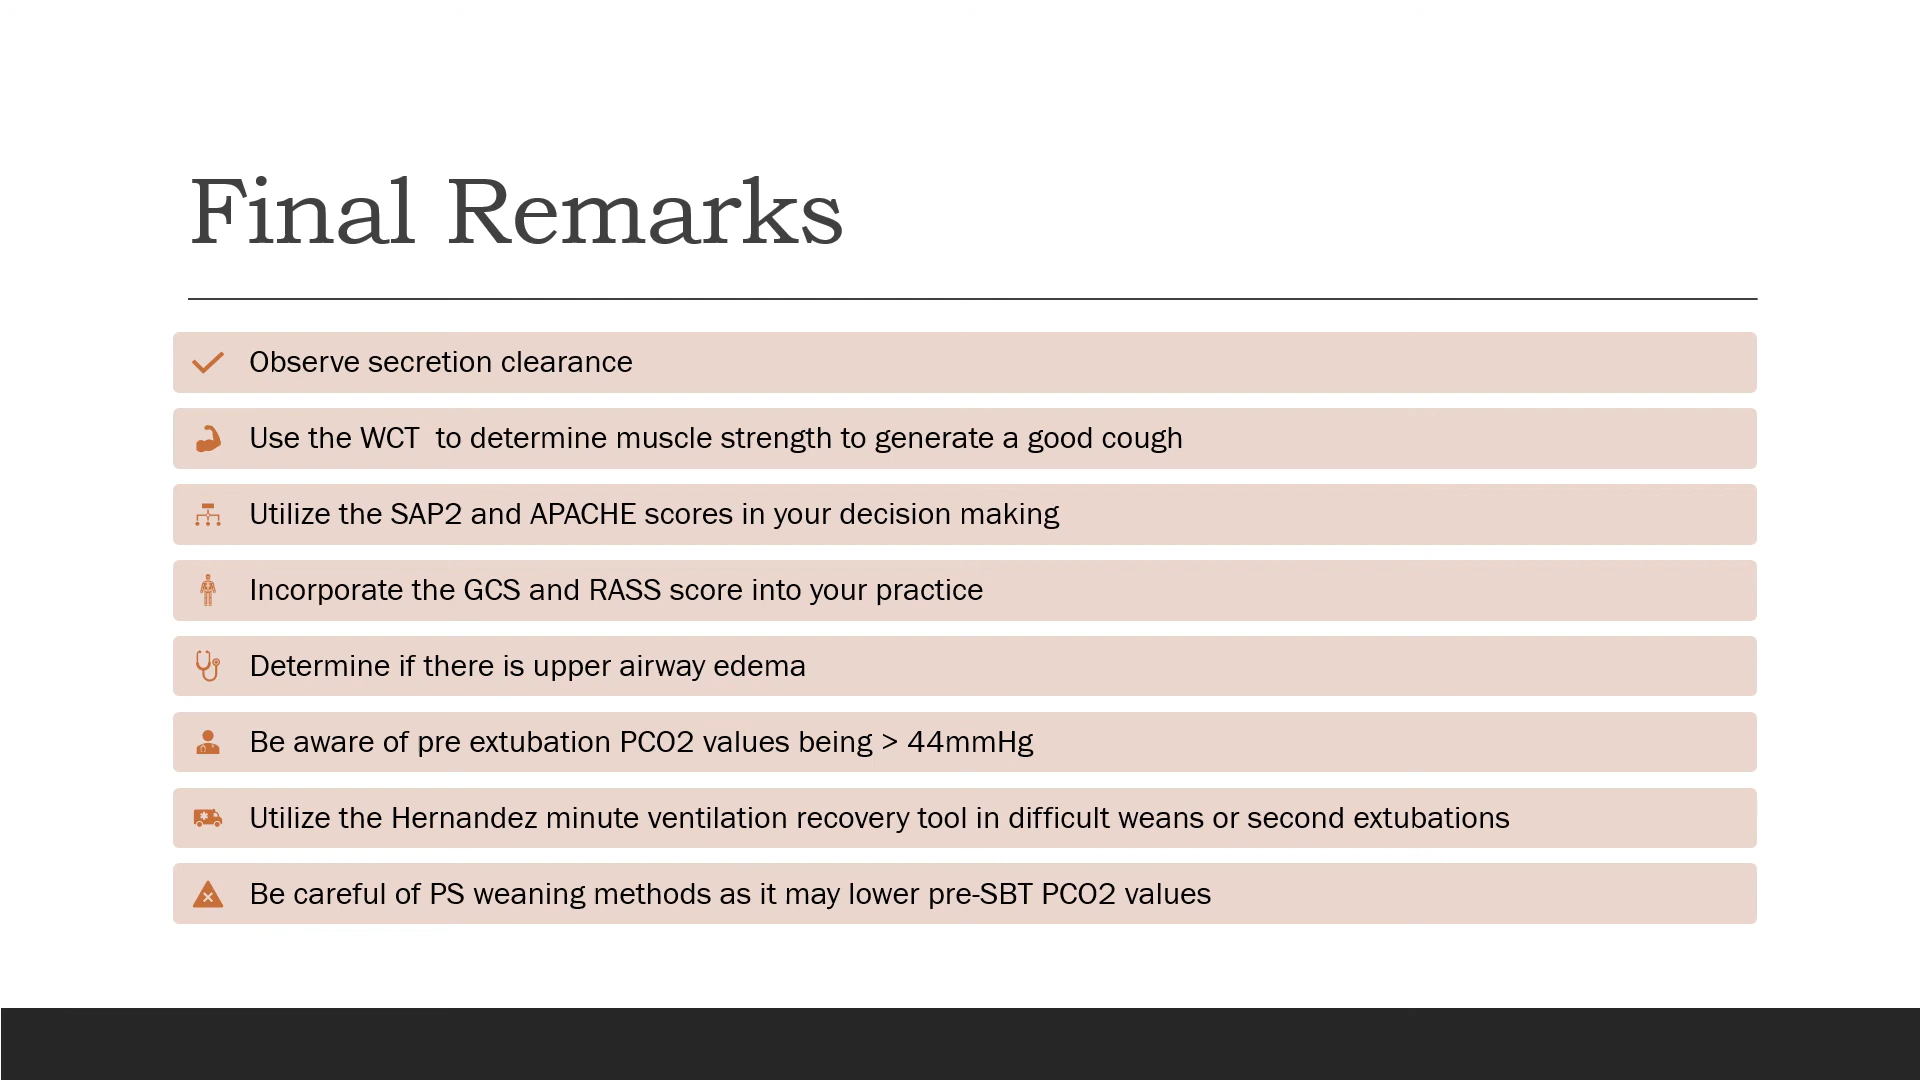 Final Remarks
Observe secretion clearance
Use the WCT  to determine muscle strength to generate a good cough
Utilize the SAP2 and APACHE scores in your decision making
Incorporate the GCS and RASS score into your practice
Determine if there is upper airway edema
Be aware of pre extubation PCO2 values being > 44mmHg
Utilize the Hernandez minute ventilation recovery tool in difficult weans or second extubations
Be careful of PS weaning methods as it may lower pre-SBT PCO2 values